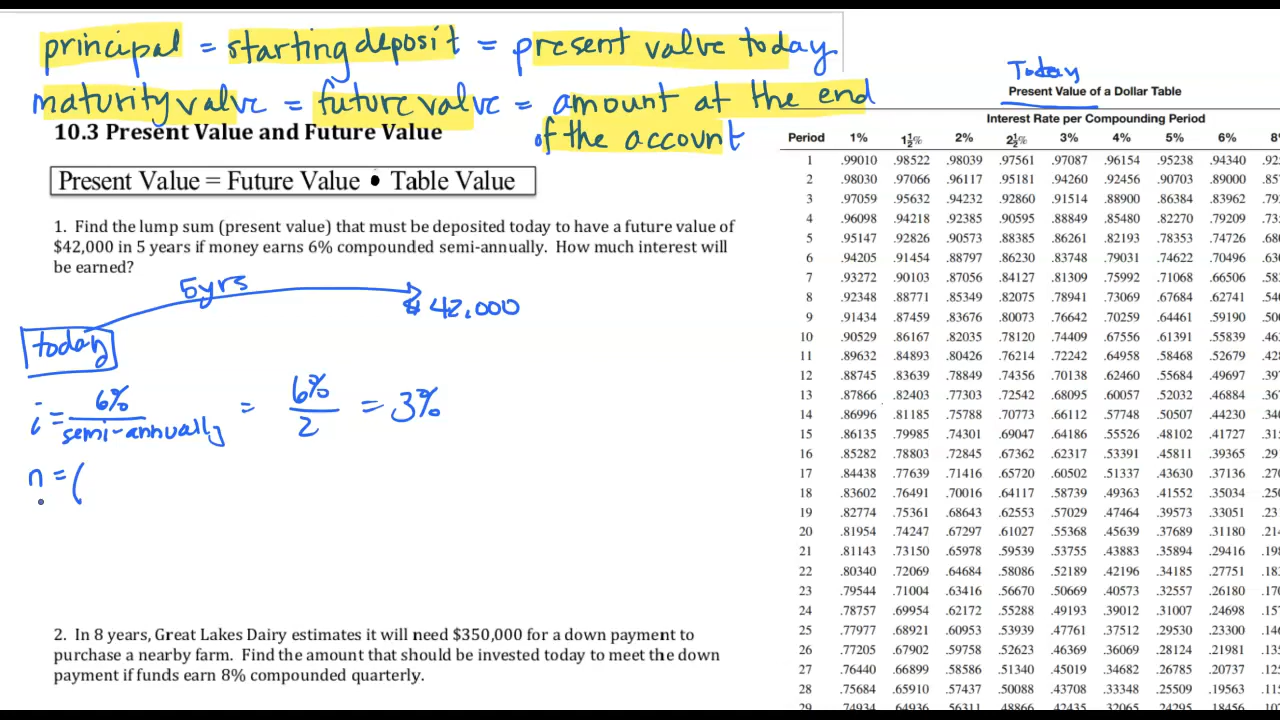 principal = starting deposit = present value today
maturity value = future value = amount at the end
of the account
10.3 Present Value and Future Value
Present Value = Future Value • Table Value
1. Find the lump sum (present value) that must be deposited today to have a future value of
$42,000 in 5 years if money earns 6% compounded semi-annually. How much interest will
be earned?
5yrs
$42,000
today
i = 6% / semi-annually = 6% / 2 = 3%
n = (
2. In 8 years, Great Lakes Dairy estimates it will need $350,000 for a down payment to
purchase a nearby farm. Find the amount that should be invested today to meet the down
payment if funds earn 8% compounded quarterly.
Today
Present Value of a Dollar Table
Interest Rate per Compounding Period
Period 1% 1½% 2% 2½% 3% 4% 5% 6%
1 .99010 .98522 .98039 .97561 .97087 .96154 .95238 .94340
2 .98030 .97066 .96117 .95181 .94260 .92456 .90703 .89000
3 .97059 .95632 .94232 .92860 .91514 .88900 .86384 .83962
4 .96098 .94218 .92385 .90595 .88849 .85480 .82270 .79209
5 .95147 .92826 .90573 .88385 .86261 .82193 .78353 .74726
6 .94205 .91454 .88797 .86230 .83748 .79031 .74622 .70496
7 .93272 .90103 .87056 .84127 .81309 .75992 .71068 .66506
8 .92348 .88771 .85349 .82075 .78941 .73069 .67684 .62741
9 .91434 .87459 .83676 .80073 .76642 .70259 .64461 .59190
10 .90529 .86167 .82035 .78120 .74409 .67556 .61391 .55839
11 .89632 .84893 .80426 .76214 .72242 .64958 .58468 .52679
12 .88745 .83639 .78849 .74356 .70138 .62460 .55684 .49697
13 .87866 .82403 .77303 .72542 .68095 .60057 .52032 .46884
14 .86996 .81185 .75788 .70773 .66112 .57748 .50507 .44230
15 .86135 .79985 .74301 .69047 .64186 .55526 .48102 .41727
16 .85282 .78803 .72845 .67362 .62317 .53391 .45811 .39365
17 .84438 .77639 .71416 .65720 .60502 .51337 .43630 .37136
18 .83602 .76491 .70016 .64117 .58739 .49363 .41552 .35034
19 .82774 .75361 .68643 .62553 .57029 .47464 .39573 .33051
20 .81954 .74247 .67297 .61027 .55368 .45639 .37689 .31180
21 .81143 .73150 .65978 .59539 .53755 .43883 .35894 .29416
22 .80340 .72069 .64684 .58086 .52189 .42196 .34185 .27751
23 .79544 .71004 .63416 .56670 .50669 .40573 .32557 .26180
24 .78757 .69954 .62172 .55288 .49193 .39012 .31007 .24698
25 .77977 .68921 .60953 .53939 .47761 .37512 .29530 .23300
26 .77205 .67902 .59758 .52623 .46369 .36069 .28124 .21981
27 .76440 .66899 .58586 .51340 .45019 .34682 .26785 .20737
28 .75684 .65910 .57437 .50088 .43708 .33348 .25509 .19563
29 .74934 .64936 .56311 .48866 .42435 .32065 .24295 .18456